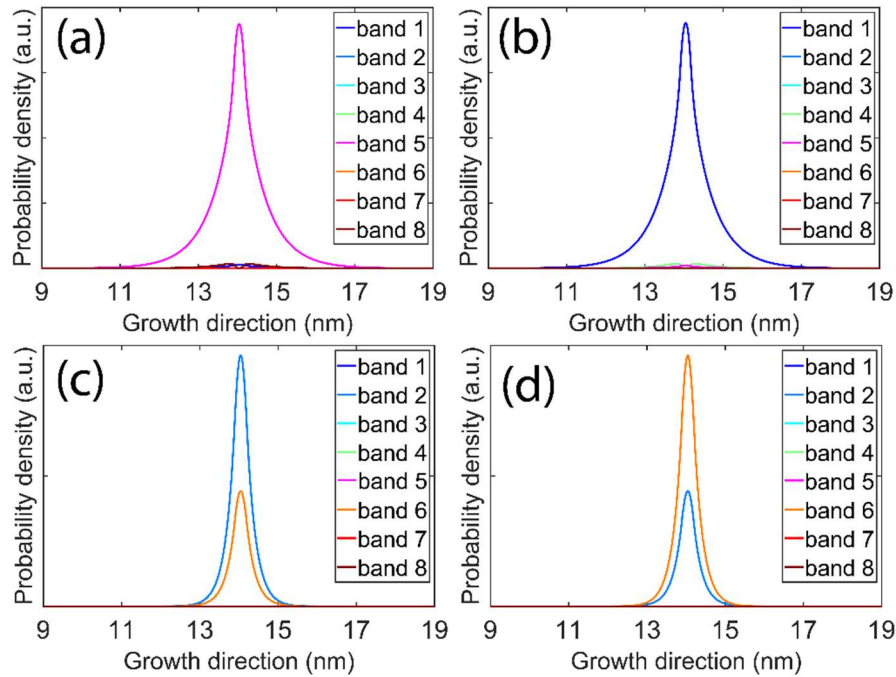 (a)
Probability density (a.u.)
band 1
band 2
band 3
band 4
band 5
band 6
band 7
band 8
9 11 13 15 17 19
Growth direction (nm)
(b)
Probability density (a.u.)
band 1
band 2
band 3
band 4
band 5
band 6
band 7
band 8
9 11 13 15 17 19
Growth direction (nm)
(c)
Probability density (a.u.)
band 1
band 2
band 3
band 4
band 5
band 6
band 7
band 8
9 11 13 15 17 19
Growth direction (nm)
(d)
Probability density (a.u.)
band 1
band 2
band 3
band 4
band 5
band 6
band 7
band 8
9 11 13 15 17 19
Growth direction (nm)